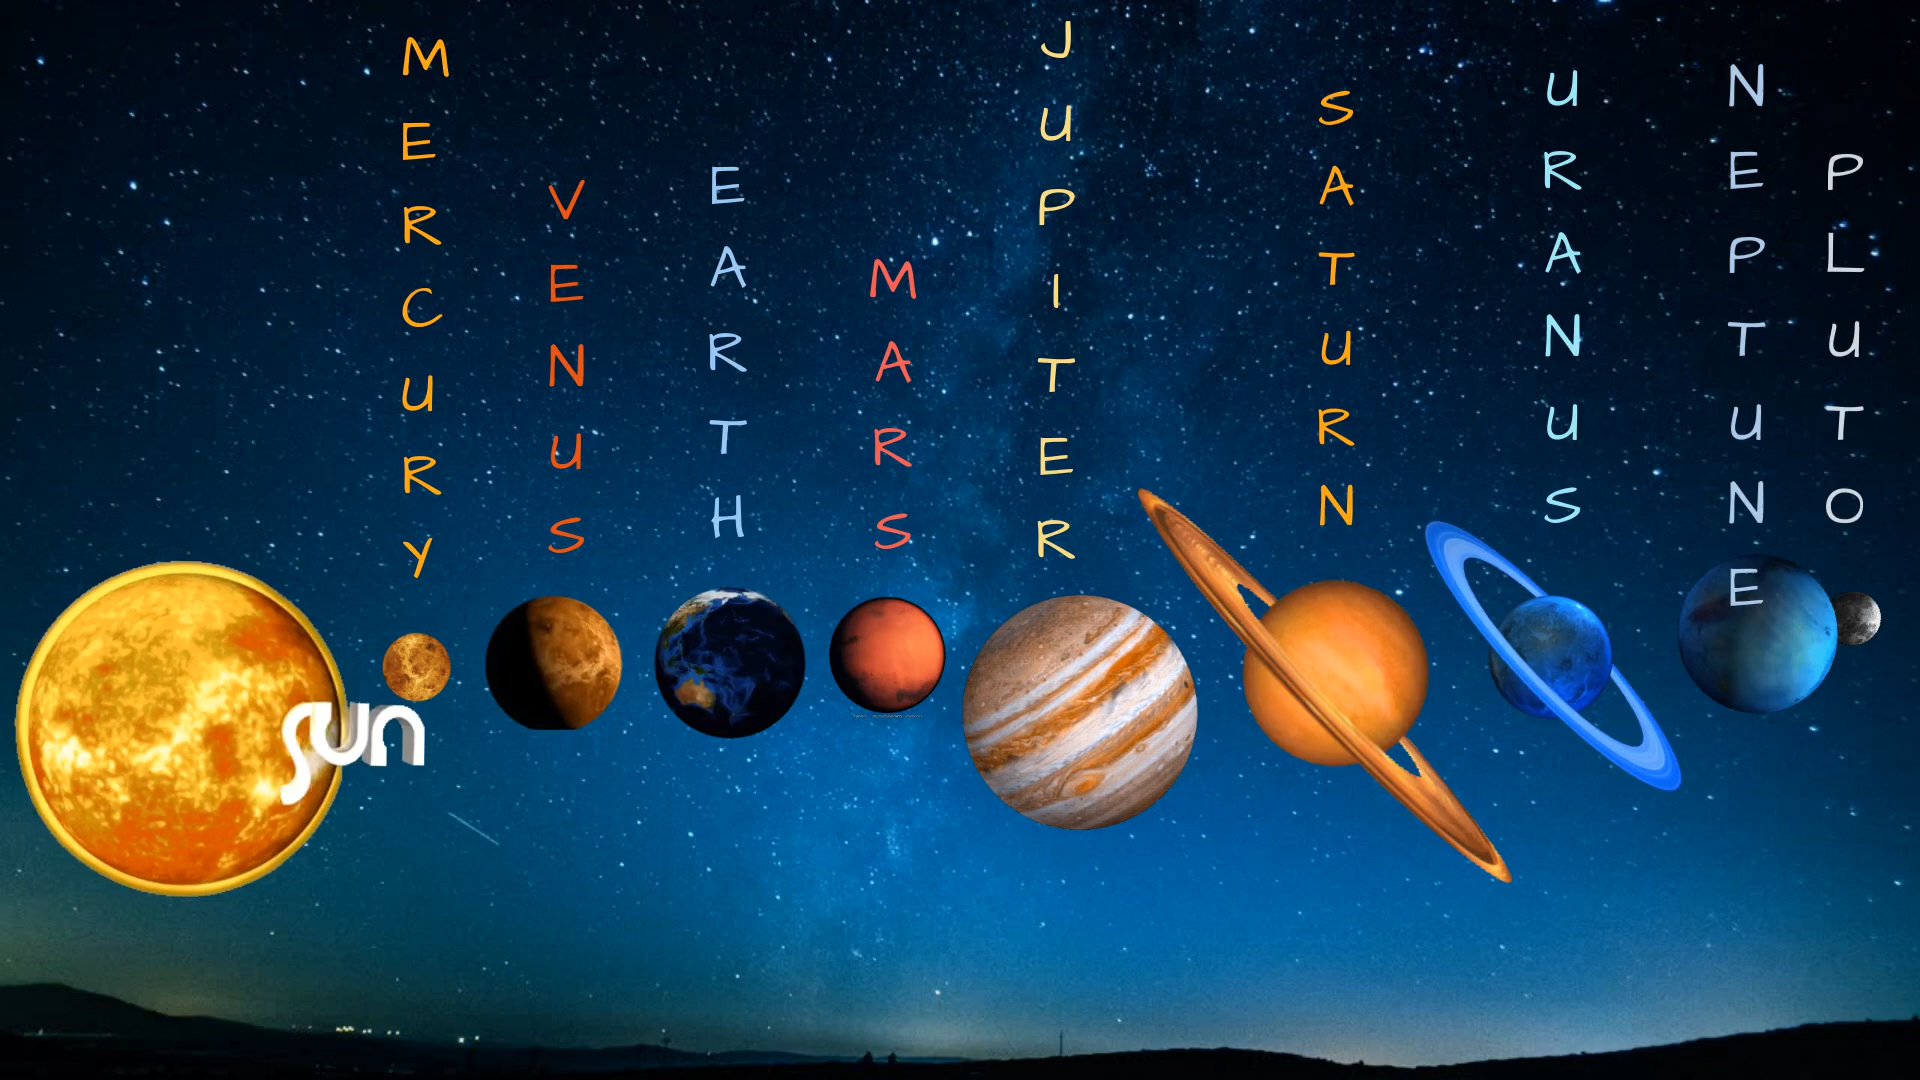 MERCURY
VENUS
EARTH
MARS
JUPITER
SATURN
URANUS
NEPTUNE
PLUTO
sun